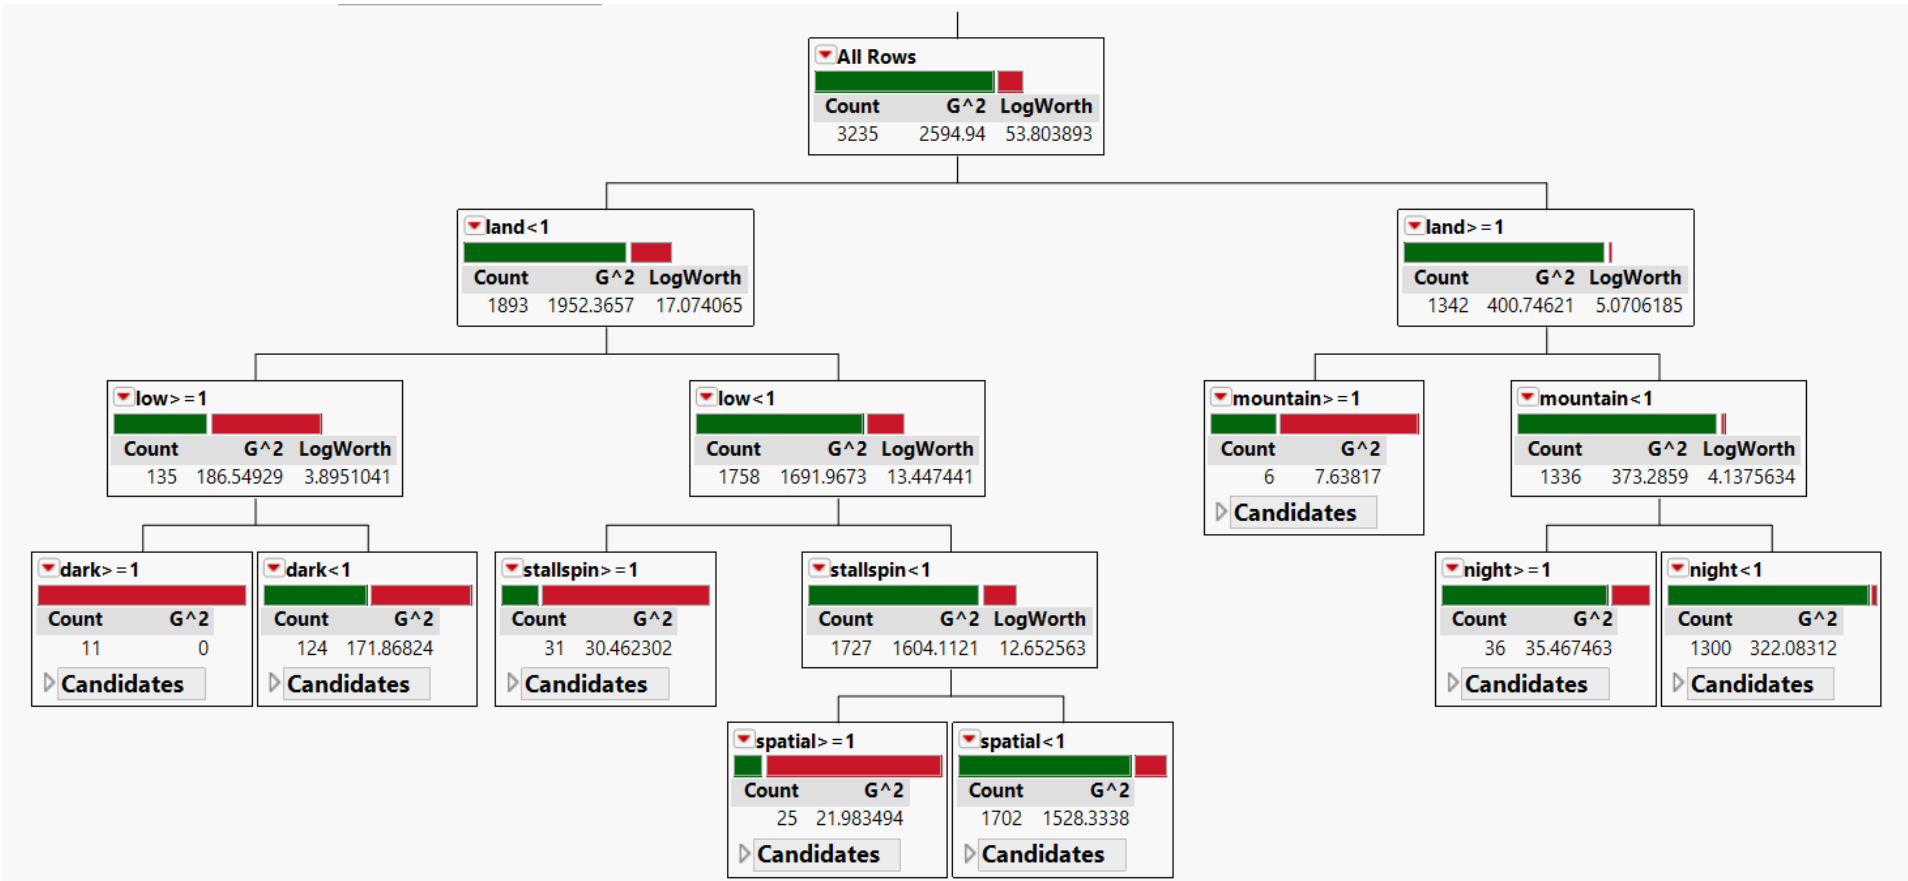 All Rows
Count G^2 LogWorth
3235 2594.94 53.803893
land<1
Count G^2 LogWorth
1893 1952.3657 17.074065
land>=1
Count G^2 LogWorth
1342 400.74621 5.0706185
low>=1
Count G^2 LogWorth
135 186.54929 3.8951041
low<1
Count G^2 LogWorth
1758 1691.9673 13.447441
mountain>=1
Count G^2
6 7.63817
Candidates
mountain<1
Count G^2 LogWorth
1336 373.2859 4.1375634
dark>=1
Count G^2
11 0
Candidates
dark<1
Count G^2
124 171.86824
Candidates
stallspin>=1
Count G^2
31 30.462302
Candidates
stallspin<1
Count G^2 LogWorth
1727 1604.1121 12.652563
night>=1
Count G^2
36 35.467463
Candidates
night<1
Count G^2
1300 322.08312
Candidates
spatial>=1
Count G^2
25 21.983494
Candidates
spatial<1
Count G^2
1702 1528.3338
Candidates